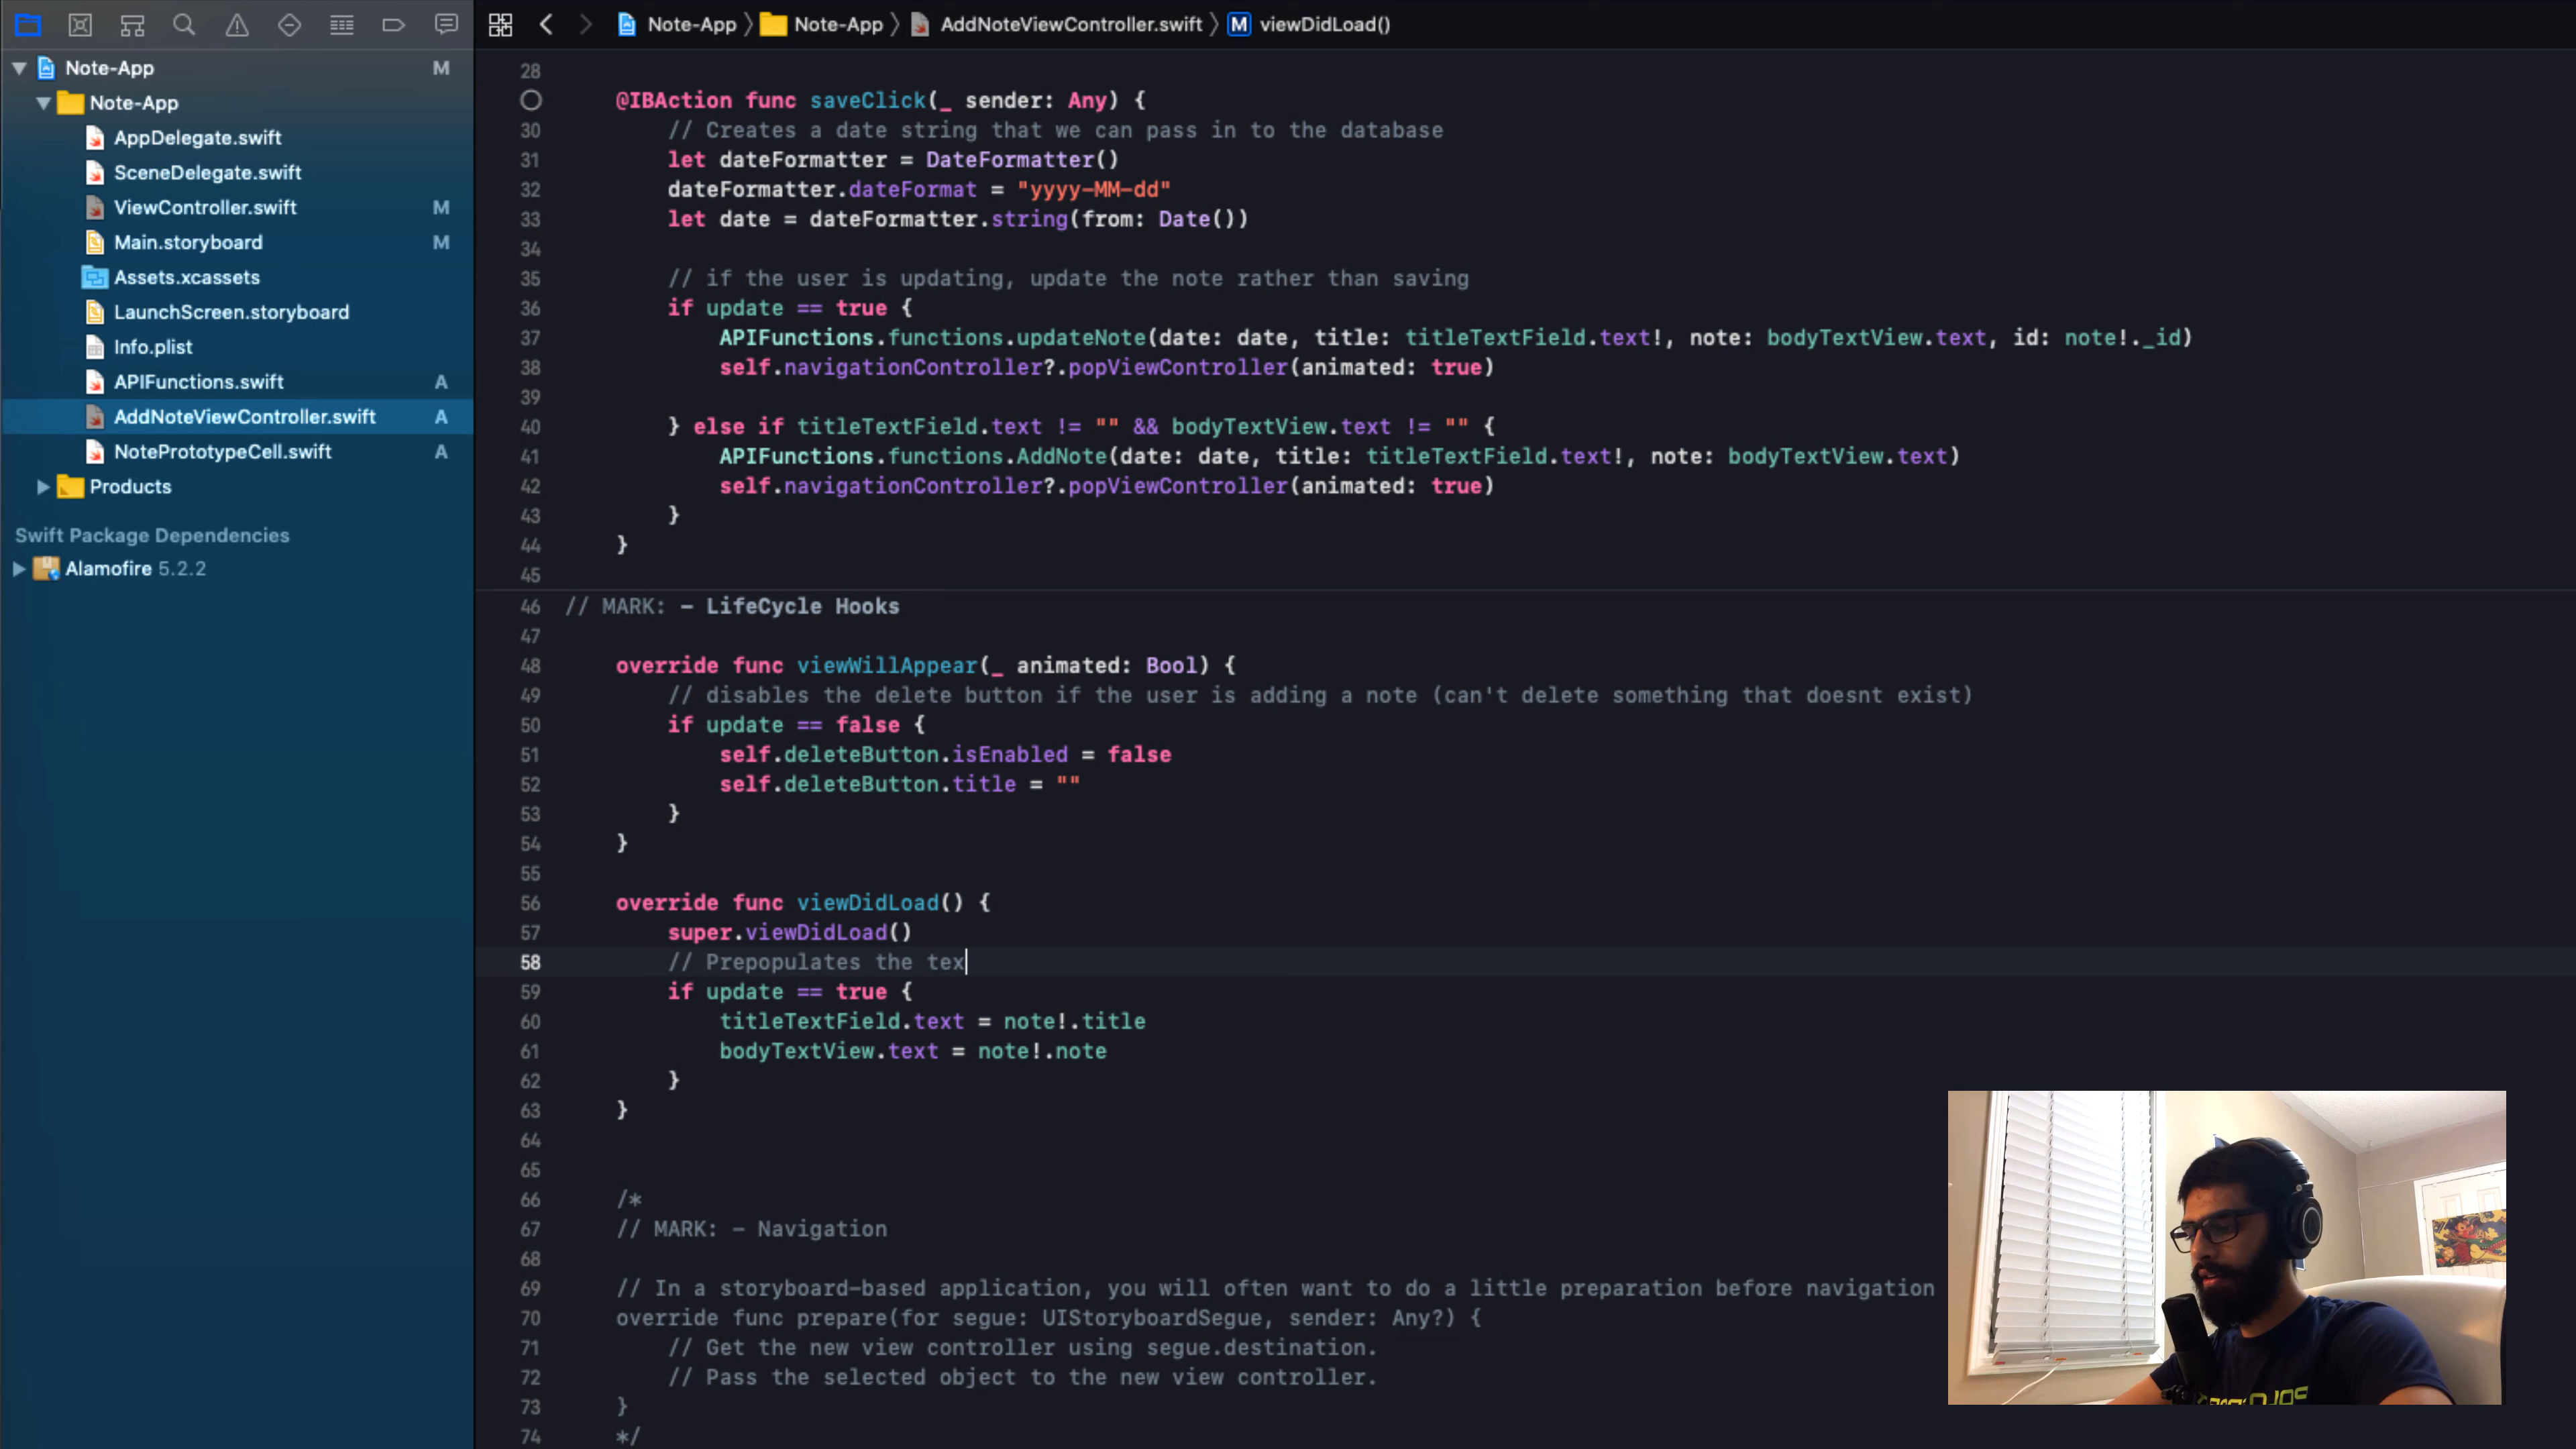 Note-App 〉 Note-App 〉 AddNoteViewController.swift 〉 M viewDidLoad()
Note-App M
Note-App
AppDelegate.swift
SceneDelegate.swift
ViewController.swift M
Main.storyboard M
Assets.xcassets
LaunchScreen.storyboard
Info.plist
APIFunctions.swift A
AddNoteViewController.swift A
NotePrototypeCell.swift A
Products
Swift Package Dependencies
Alamofire 5.2.2
28
@IBAction func saveClick(_ sender: Any) {
30 // Creates a date string that we can pass in to the database
31 let dateFormatter = DateFormatter()
32 dateFormatter.dateFormat = "yyyy-MM-dd"
33 let date = dateFormatter.string(from: Date())
34
35 // if the user is updating, update the note rather than saving
36 if update == true {
37 APIFunctions.functions.updateNote(date: date, title: titleTextField.text!, note: bodyTextView.text, id: note!._id)
38 self.navigationController?.popViewController(animated: true)
39
40 } else if titleTextField.text != "" && bodyTextView.text != "" {
41 APIFunctions.functions.AddNote(date: date, title: titleTextField.text!, note: bodyTextView.text)
42 self.navigationController?.popViewController(animated: true)
43 }
44 }
45
46 // MARK: - LifeCycle Hooks
47
48 override func viewWillAppear(_ animated: Bool) {
49 // disables the delete button if the user is adding a note (can't delete something that doesnt exist)
50 if update == false {
51 self.deleteButton.isEnabled = false
52 self.deleteButton.title = ""
53 }
54 }
55
56 override func viewDidLoad() {
57 super.viewDidLoad()
58 // Prepopulates the tex
59 if update == true {
60 titleTextField.text = note!.title
61 bodyTextView.text = note!.note
62 }
63 }
64
65
66 /*
67 // MARK: - Navigation
68
69 // In a storyboard-based application, you will often want to do a little preparation before navigation
70 override func prepare(for segue: UIStoryboardSegue, sender: Any?) {
71 // Get the new view controller using segue.destination.
72 // Pass the selected object to the new view controller.
73 }
74 */